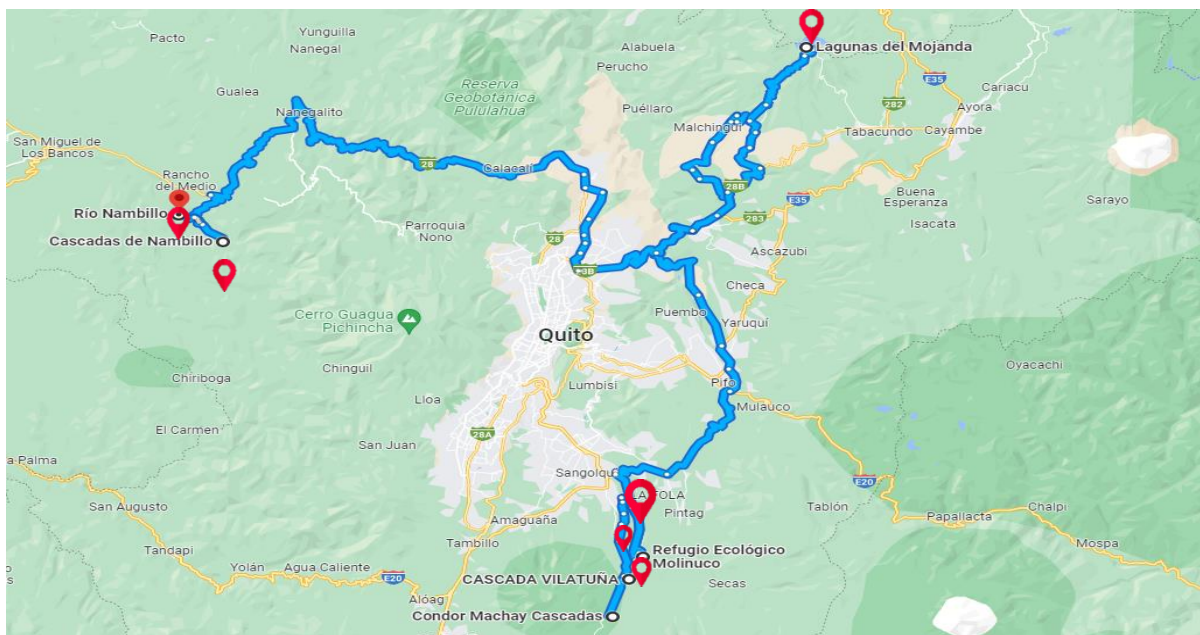 Pacto
Yunguilla
Nanegal
Alabuela
Perucho
Lagunas del Mojanda
E35
Cariacu
Gualea
Reserva
Geobotánica
Pululahua
Puéllaro
282
Ayora
Nanegalito
Malchinguí
Tabacundo
Cayambe
San Miguel de
Los Bancos
28
Calacalí
Rancho
del Medio
28B
E35
Buena
Esperanza
Sarayo
Río Nambillo
283
Isacata
Parroquia
Nono
28
Cascadas de Nambillo
Ascazubi
Checa
Cerro Guagua
Pichincha
Puembo
Yaruquí
Quito
Oyacachi
Chiriboga
Chinguil
Lumbisi
Pifo
Lloa
Mulauco
El Carmen
28A
San Juan
a Palma
Sangolquí
E20
LA TOLA
San Augusto
Pintag
Tablón
Chalpi
Papallacta
Amaguaña
Tambillo
Mospa
Tandapi
Refugio Ecológico
Molinuco
Yolán
Agua Caliente
E20
CASCADA VILATUÑA
Secas
Alóag
Condor Machay Cascadas